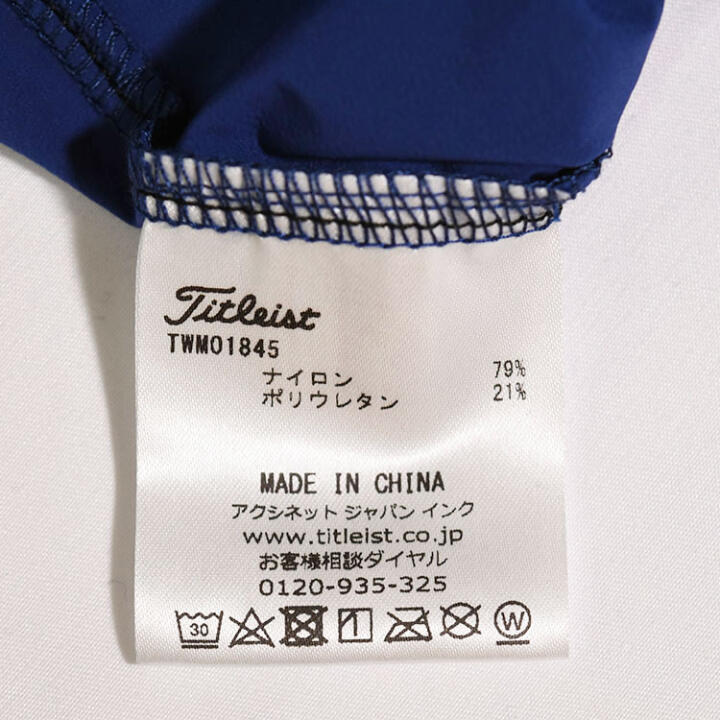 Titleist
TWMO1845
ナイロン 79%
ポリウレタン 21%
MADE IN CHINA
アクシネット ジャパン インク
www.titleist.co.jp
お客様相談ダイヤル
0120-935-325
30 W